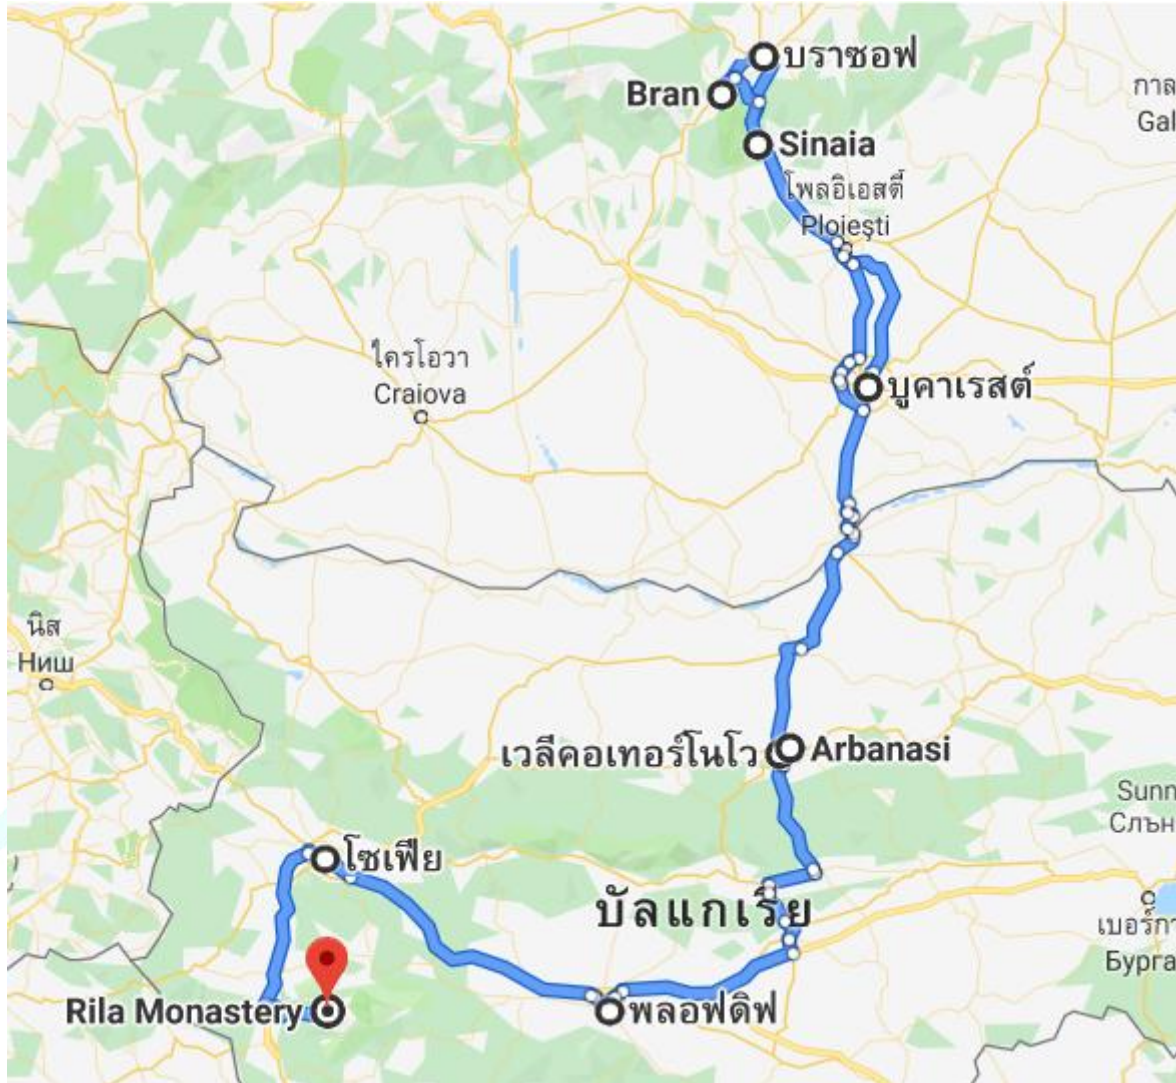 บราซอฟ
Bran
กาล
Gal
Sinaia
โพลอิเอสตี้
Ploieşti
ไครโอวา
Craiova
บูคาเรสต์
นิส
Ниш
เวลีคอเทอร์โนโว
Arbanasi
Sunn
Слън
โซเฟีย
บัลแกเรีย
เบอร์กา
Бурга
Rila Monastery
พลอฟดิฟ